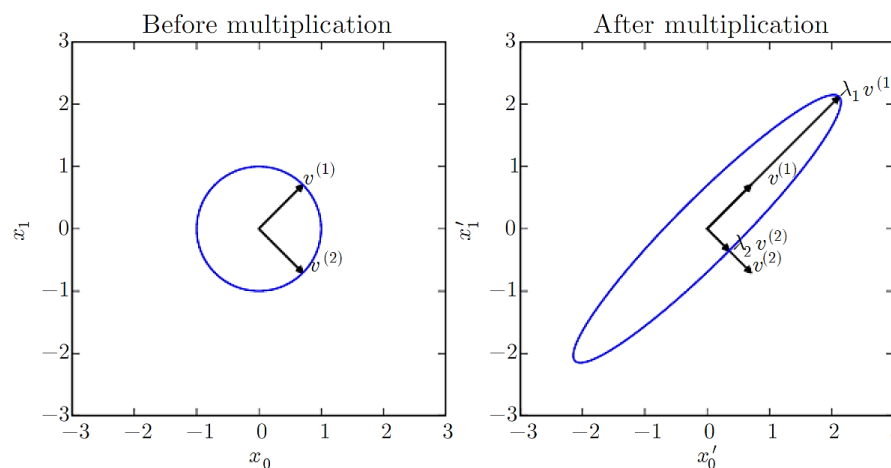 Before multiplication
After multiplication
3
2
1
0
−1
−2
−3
x₁
v⁽¹⁾
v⁽²⁾
−3 −2 −1 0 1 2 3
x₀
3
2
1
0
−1
−2
−3
x₁′
λ₁ v⁽¹
v⁽¹⁾
λ₂ v⁽²⁾
v⁽²⁾
−3 −2 −1 0 1 2
x₀′